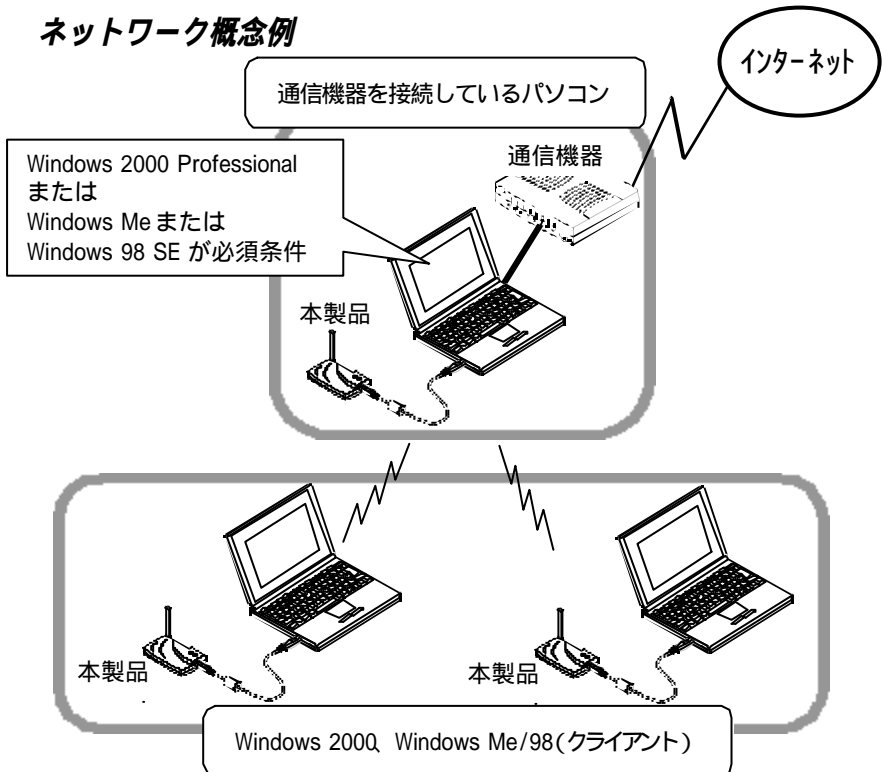 ネットワーク概念例
インターネット
通信機器を接続しているパソコン
通信機器
Windows 2000 Professional
または
Windows Me または
Windows 98 SE が必須条件
本製品
本製品
本製品
Windows 2000、Windows Me/98(クライアント)